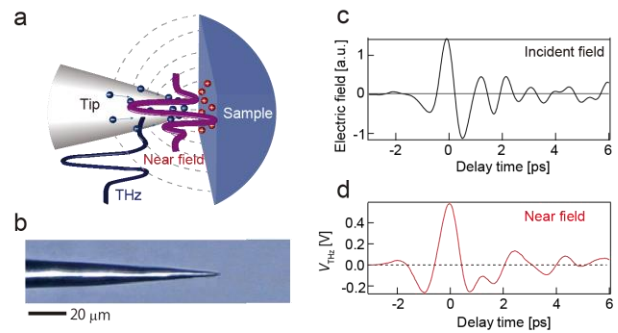 a
Tip
Sample
Near field
THz
b
20 μm
c
Electric field [a.u.]
1
0
-1
Incident field
-2
0
2
4
6
Delay time [ps]
d
V_THz [V]
0.4
0.2
0.0
-0.2
Near field
-2
0
2
4
6
Delay time [ps]